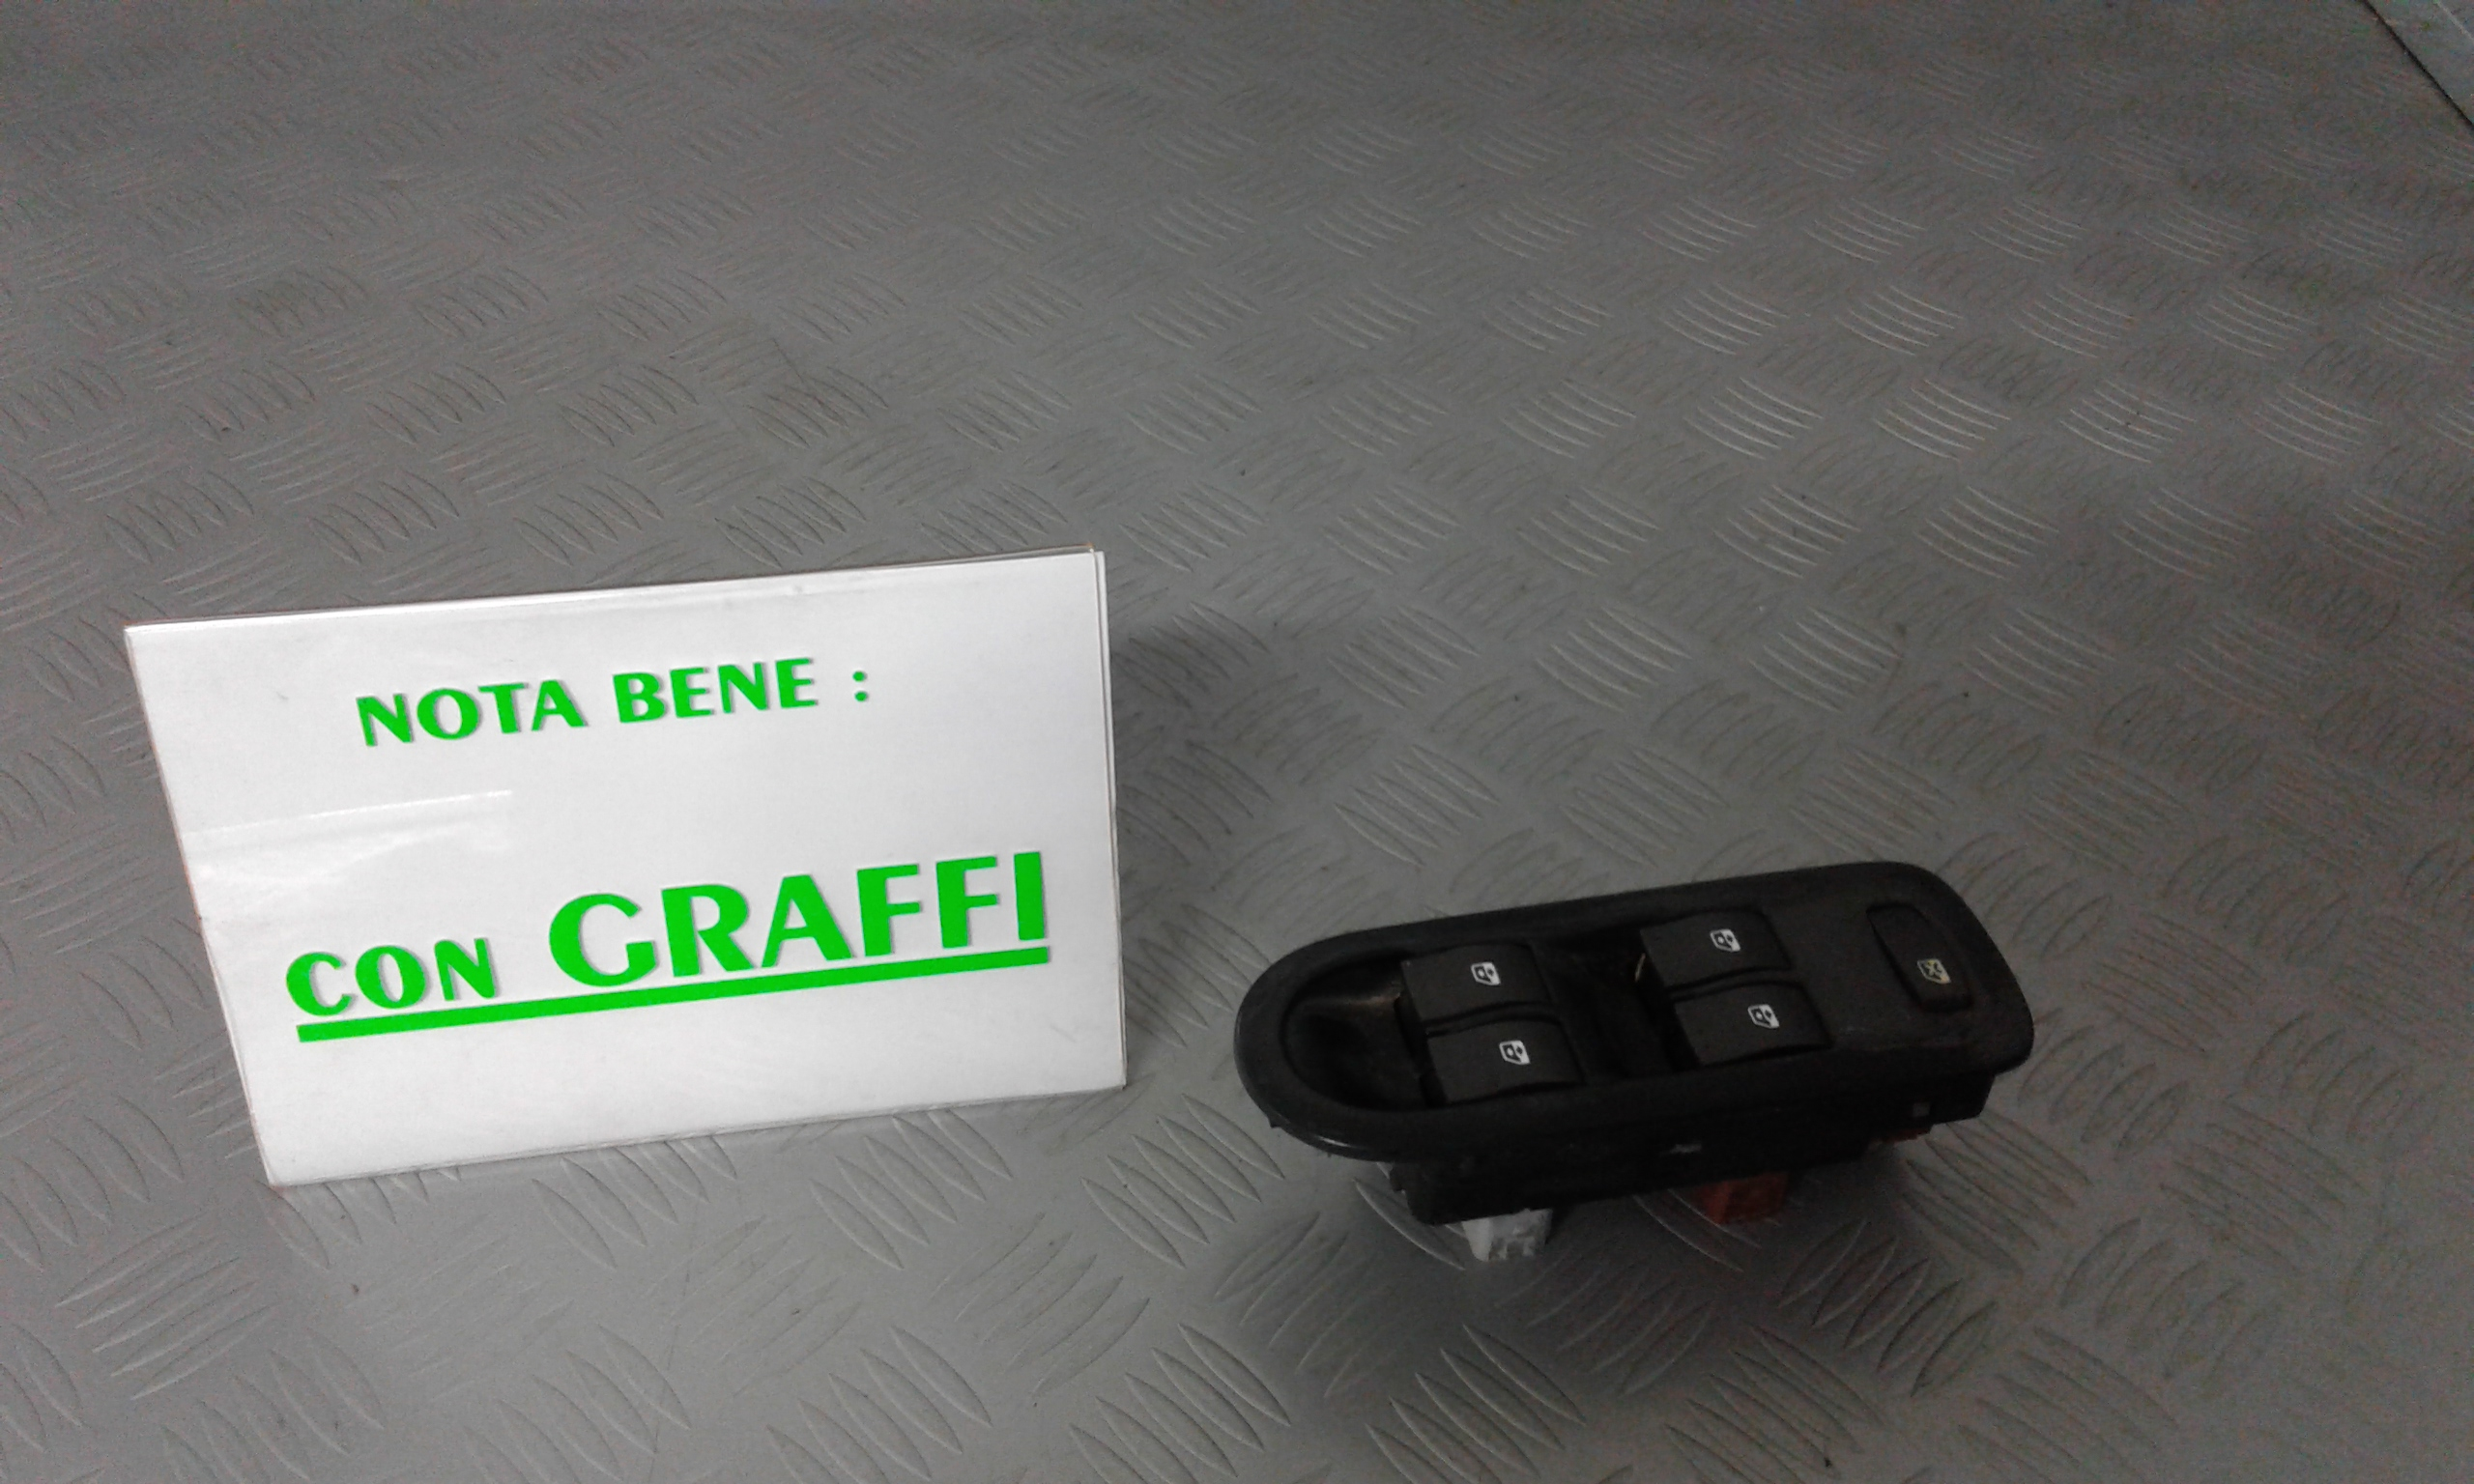 NOTA BENE :
CON GRAFFI